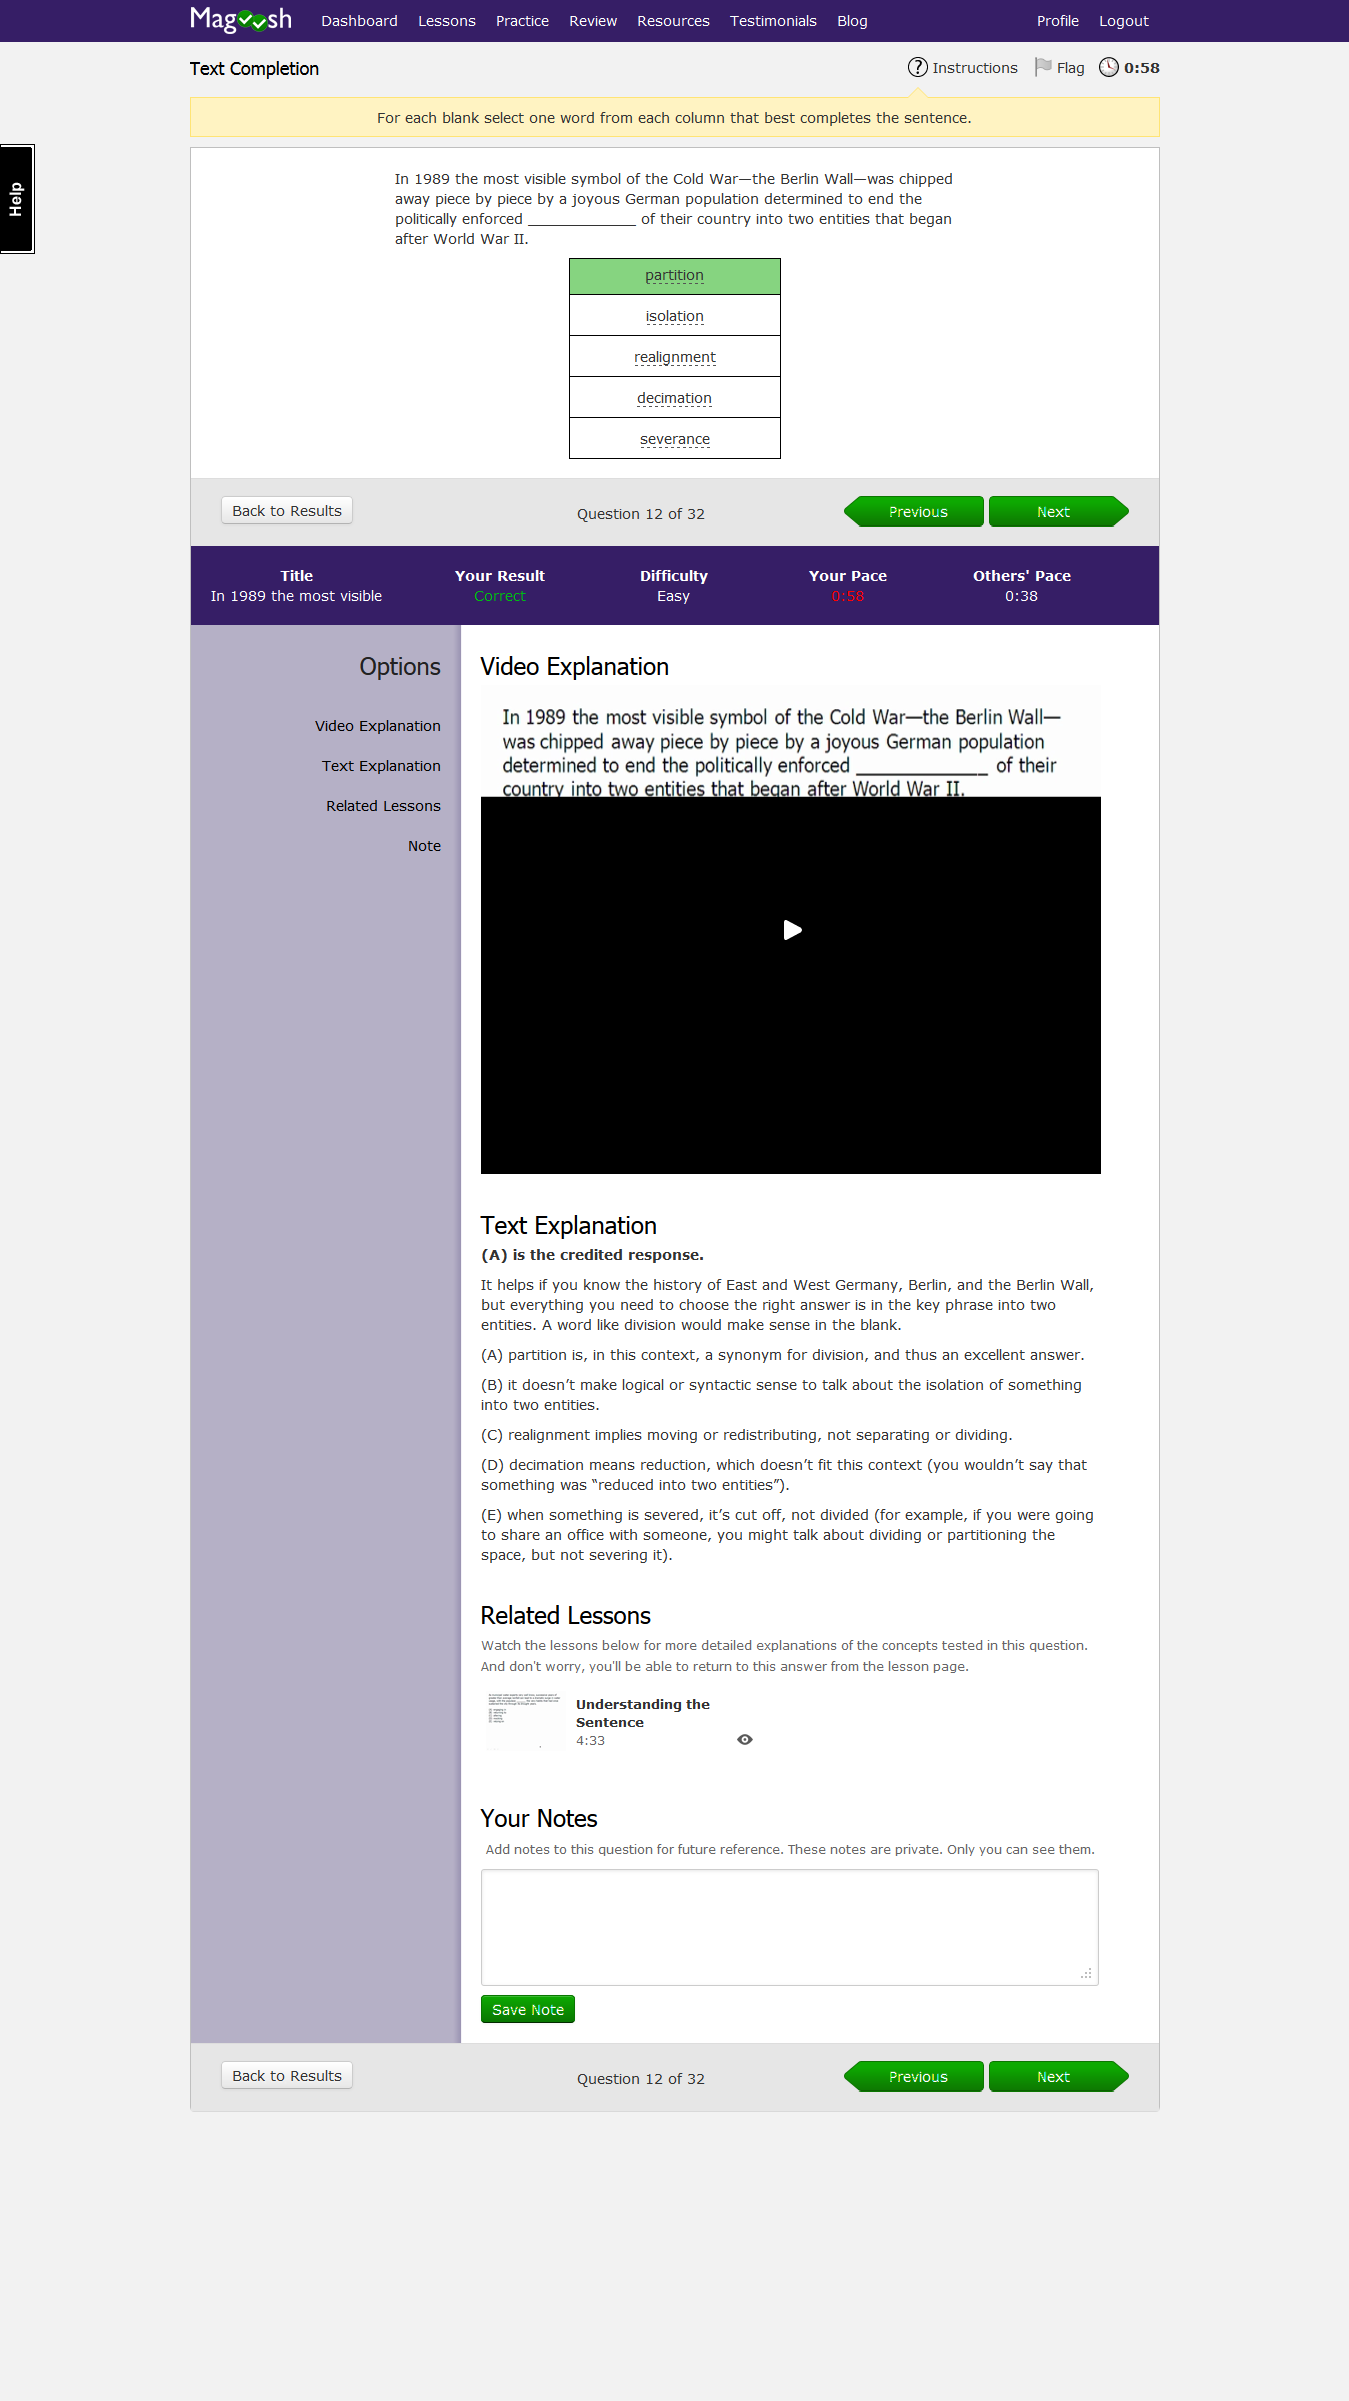 Magoosh Dashboard Lessons Practice Review Resources Testimonials Blog Profile Logout
Text Completion Instructions Flag 0:58
For each blank select one word from each column that best completes the sentence.
Help
In 1989 the most visible symbol of the Cold War—the Berlin Wall—was chipped
away piece by piece by a joyous German population determined to end the
politically enforced _____________ of their country into two entities that began
after World War II.
partition
isolation
realignment
decimation
severance
Back to Results Question 12 of 32 Previous Next
Title Your Result Difficulty Your Pace Others' Pace
In 1989 the most visible Correct Easy 0:58 0:38
Options
Video Explanation
Text Explanation
Related Lessons
Note
Video Explanation
In 1989 the most visible symbol of the Cold War—the Berlin Wall—
was chipped away piece by piece by a joyous German population
determined to end the politically enforced _____________ of their
country into two entities that began after World War II.
Text Explanation
(A) is the credited response.
It helps if you know the history of East and West Germany, Berlin, and the Berlin Wall,
but everything you need to choose the right answer is in the key phrase into two
entities. A word like division would make sense in the blank.
(A) partition is, in this context, a synonym for division, and thus an excellent answer.
(B) it doesn’t make logical or syntactic sense to talk about the isolation of something
into two entities.
(C) realignment implies moving or redistributing, not separating or dividing.
(D) decimation means reduction, which doesn’t fit this context (you wouldn’t say that
something was “reduced into two entities”).
(E) when something is severed, it’s cut off, not divided (for example, if you were going
to share an office with someone, you might talk about dividing or partitioning the
space, but not severing it).
Related Lessons
Watch the lessons below for more detailed explanations of the concepts tested in this question.
And don't worry, you'll be able to return to this answer from the lesson page.
Understanding the
Sentence
4:33
Your Notes
Add notes to this question for future reference. These notes are private. Only you can see them.
Save Note
Back to Results Question 12 of 32 Previous Next